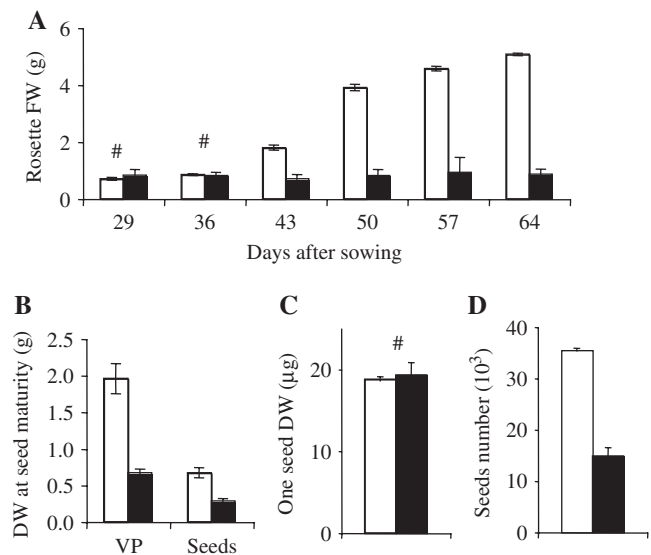 A
Rosette FW (g)
6
4
2
0
# #
29 36 43 50 57 64
Days after sowing
B
DW at seed maturity (g)
2.5
2.0
1.5
1.0
0.5
0.0
VP Seeds
C
One seed DW (µg)
20
10
0
#
D
Seeds number (10³)
40
30
20
10
0